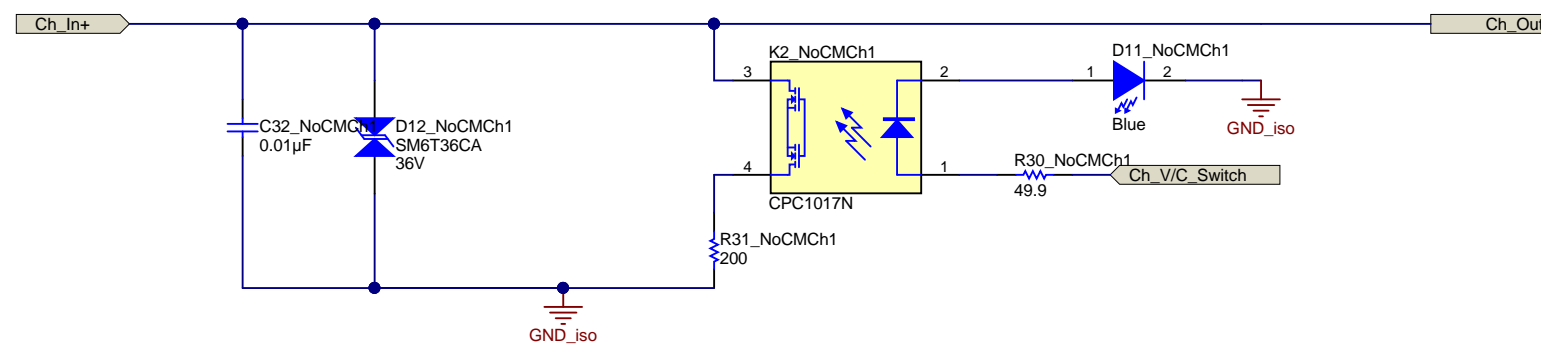 Ch_In+
Ch_Out
K2_NoCMCh1
D11_NoCMCh1
3
2
1
2
C32_NoCMCh1
0.01µF
D12_NoCMCh1
SM6T36CA
36V
Blue
GND_iso
4
1
R30_NoCMCh1
Ch_V/C_Switch
49.9
CPC1017N
R31_NoCMCh1
200
GND_iso